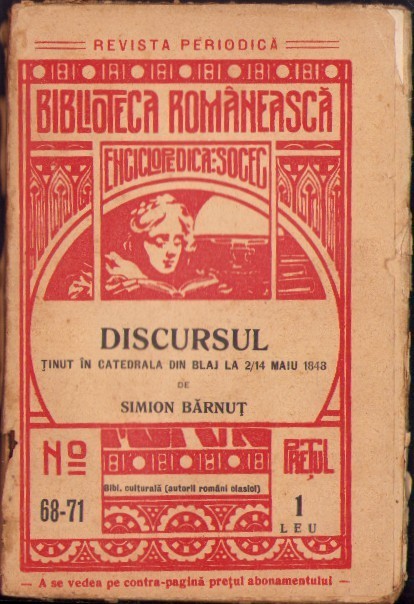 REVISTA PERIODICĂ
BIBLIOTECA ROMÂNEASCĂ
ENCICLOPEDICA:SOCEC
DISCURSUL
ȚINUT ÎN CATEDRALA DIN BLAJ LA 2/14 MAIU 1848
DE
SIMION BĂRNUȚ
No PREȚUL
Bibl. culturală (autorii români clasici)
68-71 1
LEU
— A se vedea pe contra-pagină prețul abonamentului —